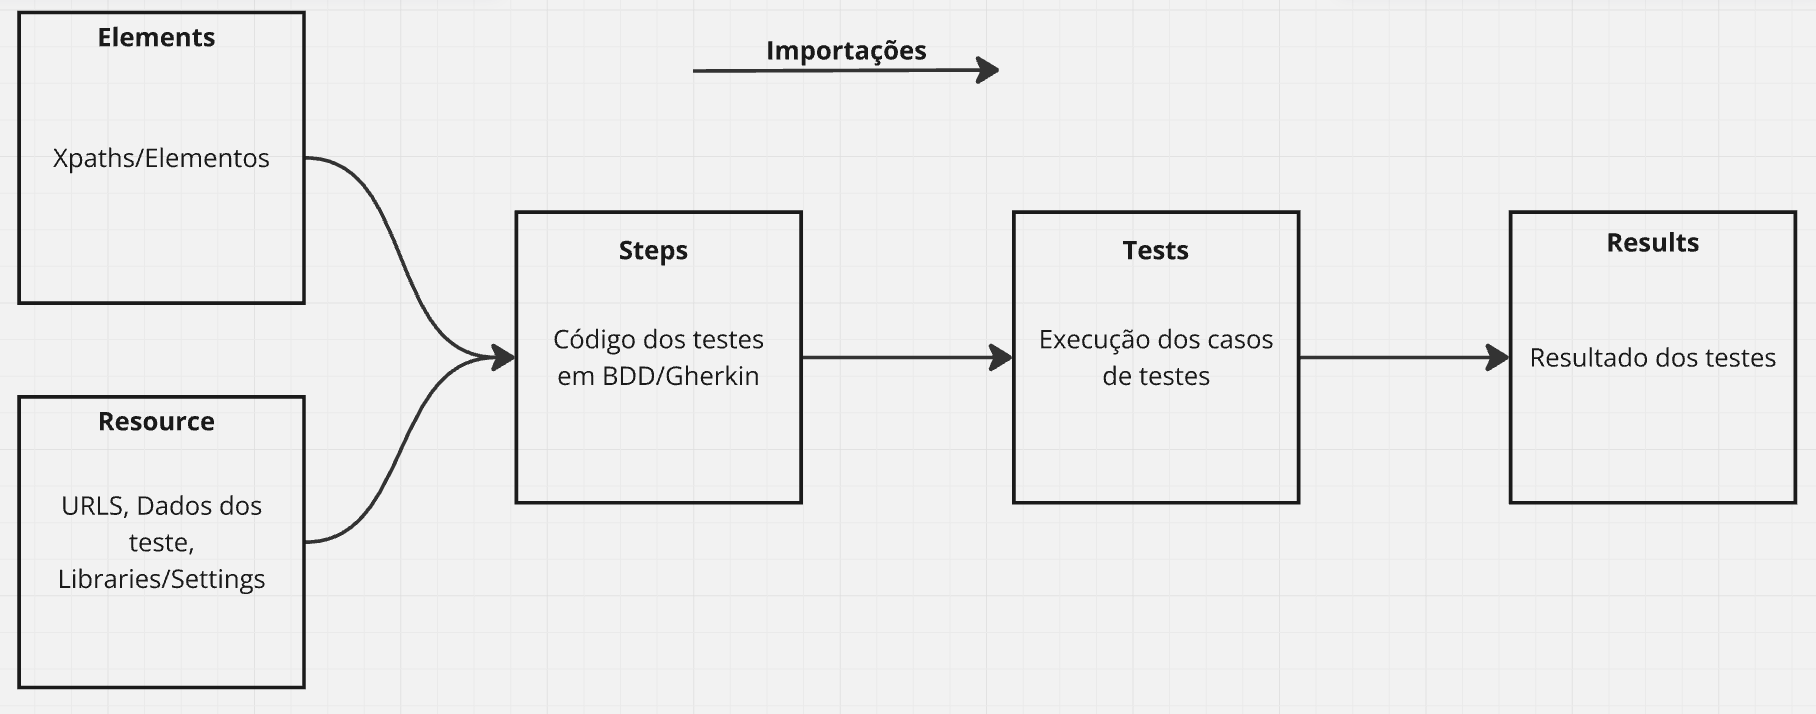 Elements
Xpaths/Elementos
Importações
Resource
URLS, Dados dos
teste,
Libraries/Settings
Steps
Código dos testes
em BDD/Gherkin
Tests
Execução dos casos
de testes
Results
Resultado dos testes